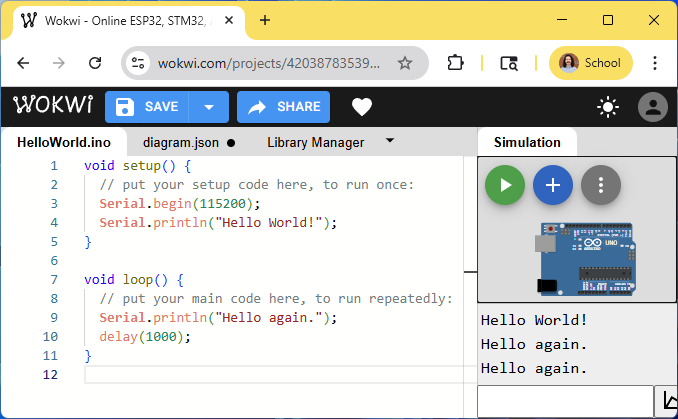 Wokwi - Online ESP32, STM32,
wokwi.com/projects/42038783539...
School
WOKWi
SAVE
SHARE
HelloWorld.ino
diagram.json
Library Manager
Simulation
1 void setup() {
2 // put your setup code here, to run once:
3 Serial.begin(115200);
4 Serial.println("Hello World!");
5 }
6
7 void loop() {
8 // put your main code here, to run repeatedly:
9 Serial.println("Hello again.");
10 delay(1000);
11 }
12
UNO
ARDUINO
Hello World!
Hello again.
Hello again.